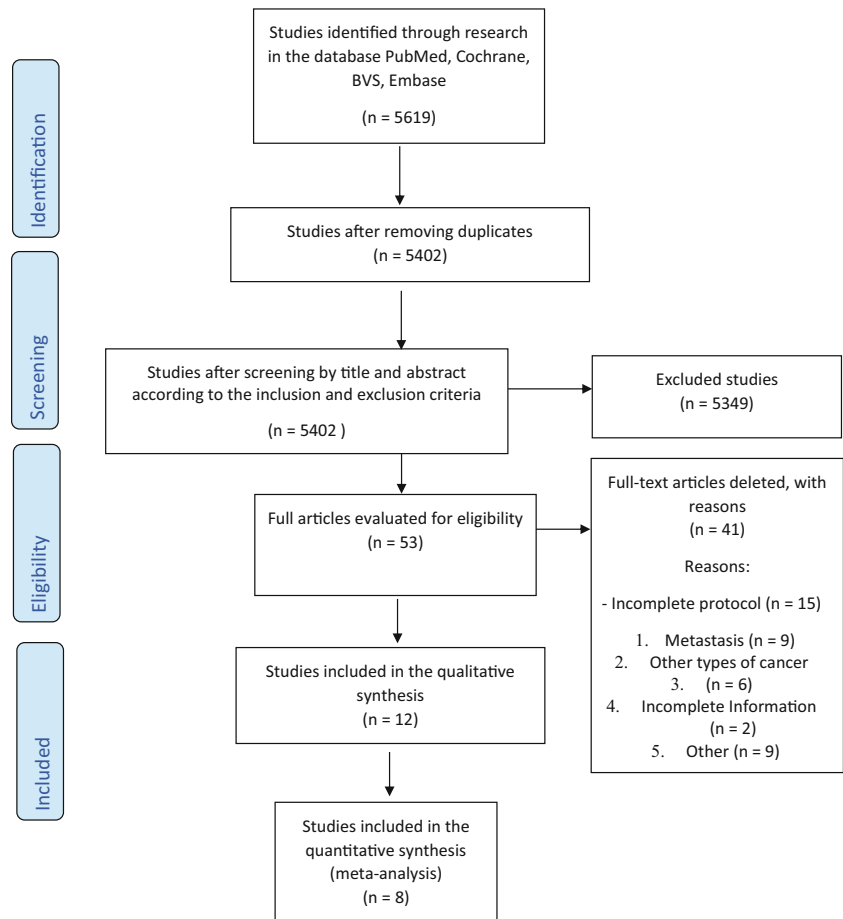 Studies identified through research
in the database PubMed, Cochrane,
BVS, Embase
(n = 5619)
Identification
Studies after removing duplicates
(n = 5402)
Screening
Studies after screening by title and abstract
according to the inclusion and exclusion criteria
(n = 5402 )
Excluded studies
(n = 5349)
Eligibility
Full articles evaluated for eligibility
(n = 53)
Full-text articles deleted, with
reasons
(n = 41)
Reasons:
- Incomplete protocol (n = 15)
1. Metastasis (n = 9)
2. Other types of cancer
3. (n = 6)
4. Incomplete Information
(n = 2)
5. Other (n = 9)
Included
Studies included in the qualitative
synthesis
(n = 12)
Studies included in the
quantitative synthesis
(meta-analysis)
(n = 8)